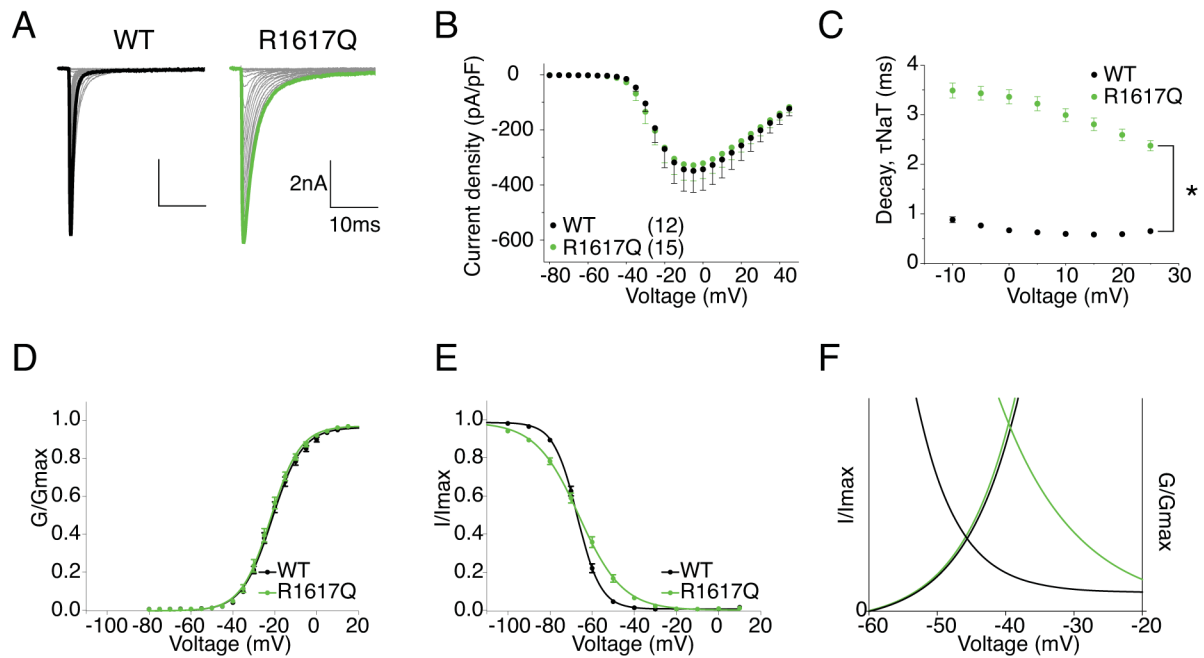 A
WT
R1617Q
2nA
10ms
B
Current density (pA/pF)
0
-200
-400
-600
WT (12)
R1617Q (15)
-80 -60 -40 -20 0 20 40
Voltage (mV)
C
Decay, τNaT (ms)
4
3
2
1
0
WT
R1617Q
*
-10 0 10 20 30
Voltage (mV)
D
G/Gmax
1.0
0.8
0.6
0.4
0.2
0.0
WT
R1617Q
-100 -80 -60 -40 -20 0 20
Voltage (mV)
E
I/Imax
1.0
0.8
0.6
0.4
0.2
0.0
WT
R1617Q
-100 -80 -60 -40 -20 0 20
Voltage (mV)
F
I/Imax
G/Gmax
-60 -50 -40 -30 -20
Voltage (mV)